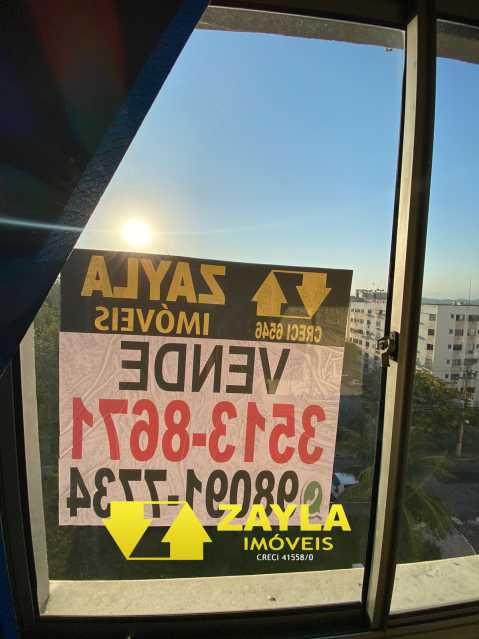 ZAYLA
IMÓVEIS
CRECI 6546
VENDE
3513-8671
98091-7734
ZAYLA
IMÓVEIS
CRECI 41558/0